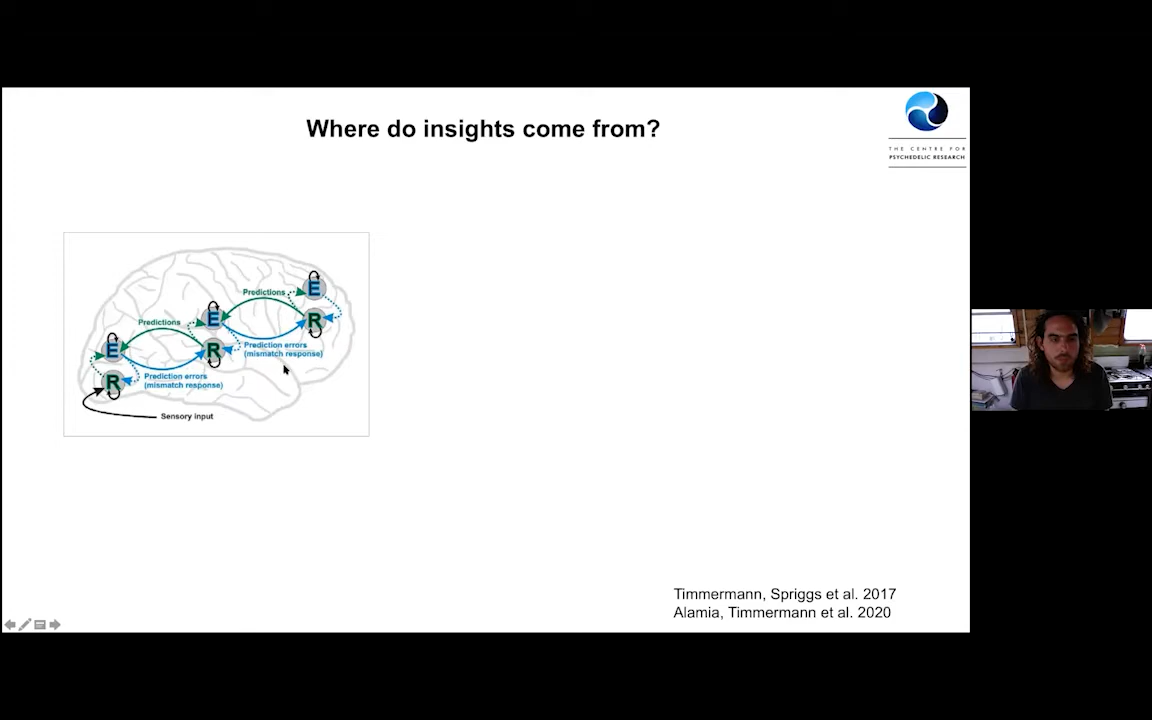 Where do insights come from?
THE CENTRE FOR
PSYCHEDELIC RESEARCH
E
Predictions
E
R
Predictions
Prediction errors
(mismatch response)
E
R
Prediction errors
(mismatch response)
R
Sensory input
Timmermann, Spriggs et al. 2017
Alamia, Timmermann et al. 2020